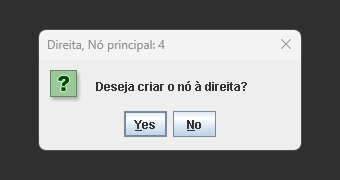 Direita, Nó principal: 4
?
Deseja criar o nó à direita?
Yes
No